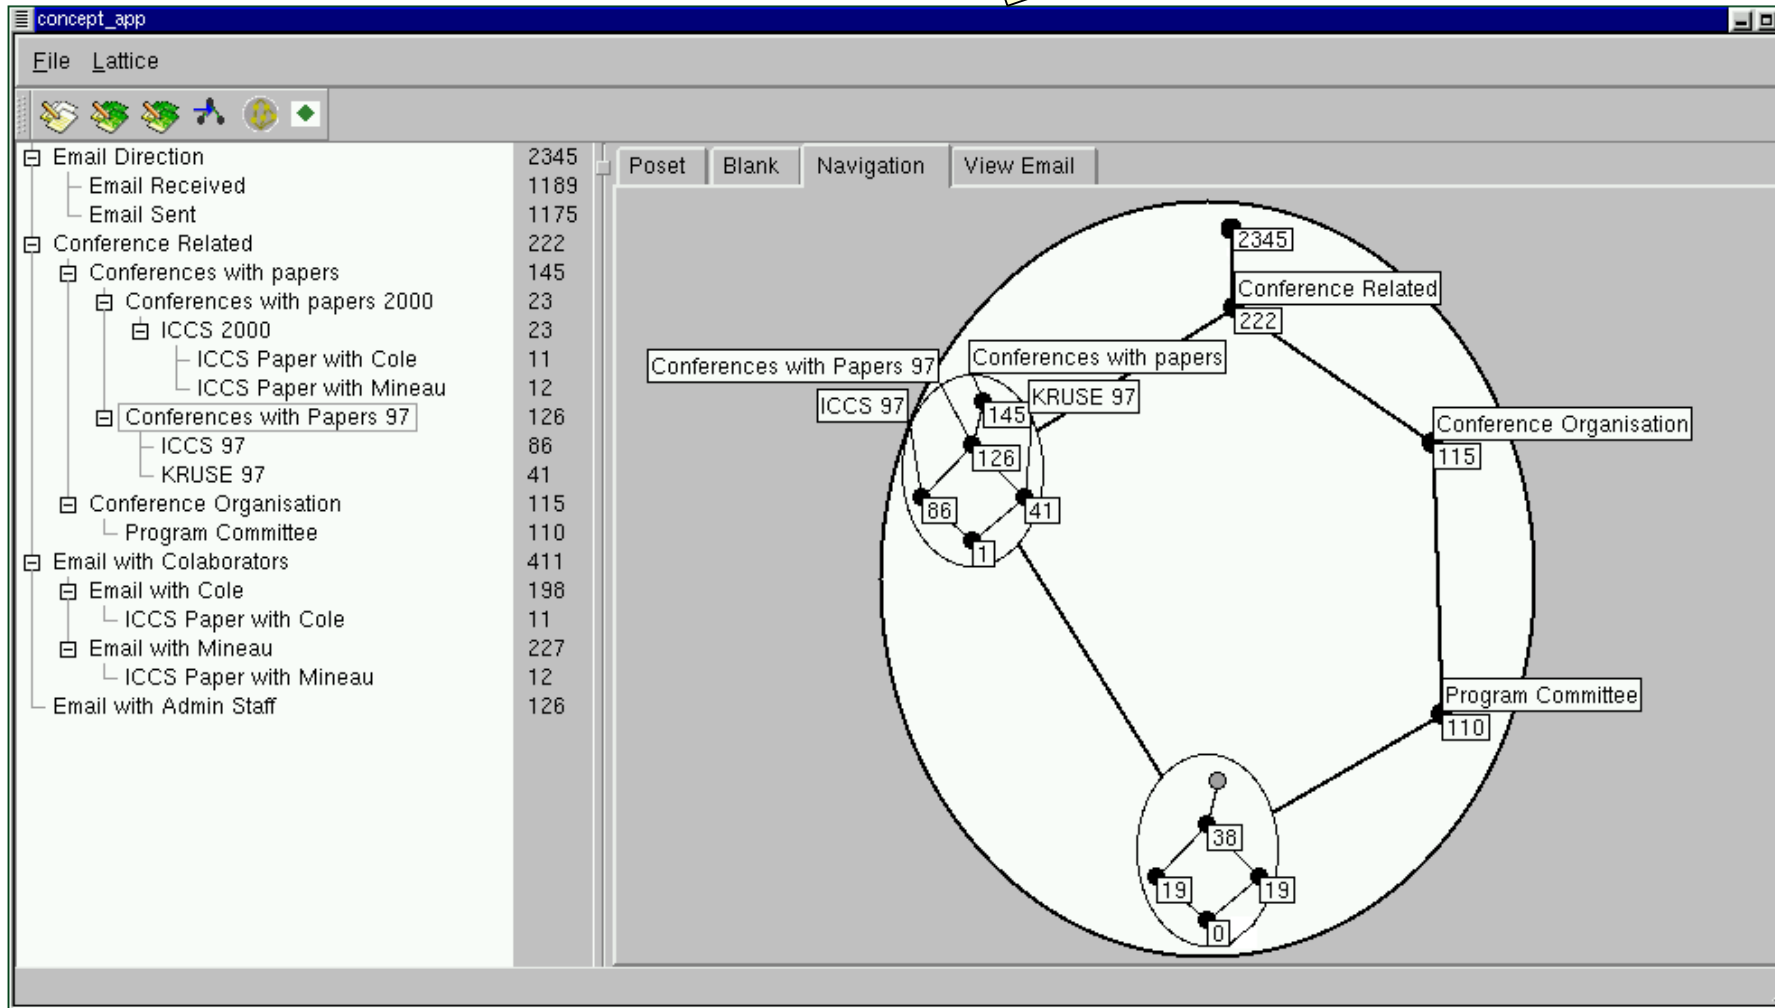 concept_app
File Lattice
Email Direction 2345
Email Received 1189
Email Sent 1175
Conference Related 222
Conferences with papers 145
Conferences with papers 2000 23
ICCS 2000 23
ICCS Paper with Cole 11
ICCS Paper with Mineau 12
Conferences with Papers 97 126
ICCS 97 86
KRUSE 97 41
Conference Organisation 115
Program Committee 110
Email with Colaborators 411
Email with Cole 198
ICCS Paper with Cole 11
Email with Mineau 227
ICCS Paper with Mineau 12
Email with Admin Staff 126
Poset Blank Navigation View Email
2345
Conference Related
222
Conferences with Papers 97
Conferences with papers
ICCS 97
KRUSE 97
145
Conference Organisation
126
115
86
41
1
Program Committee
110
38
19
19
0